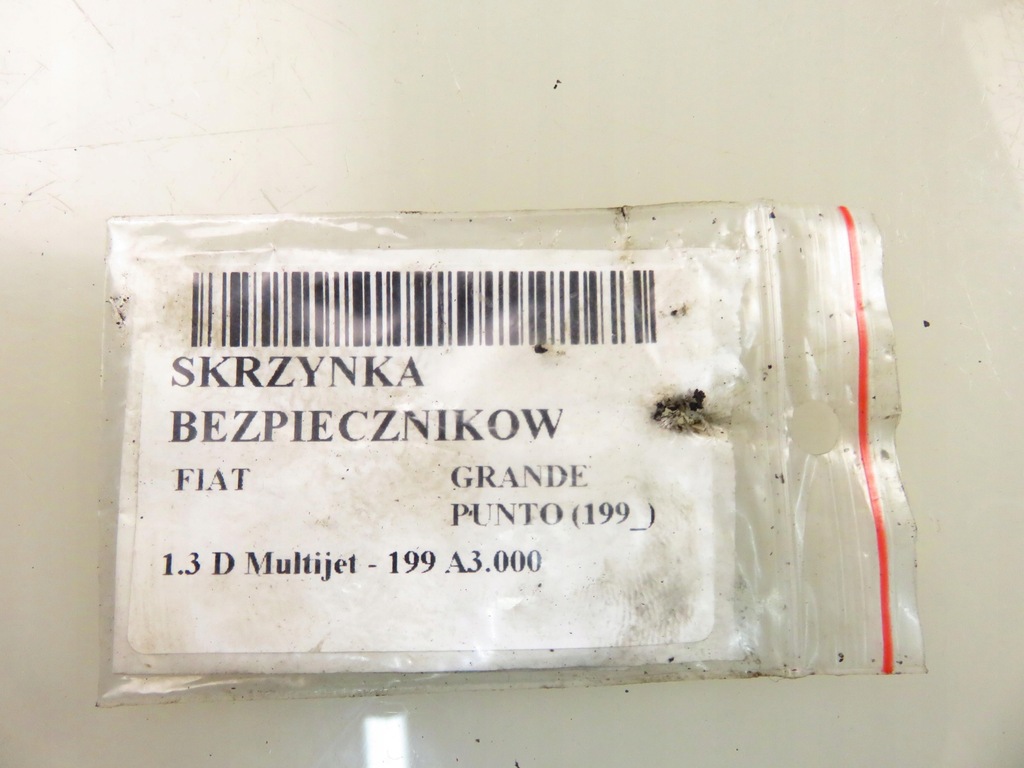 SKRZYNKA
BEZPIECZNIKOW
FIAT GRANDE
PUNTO (199_)
1.3 D Multijet - 199 A3.000